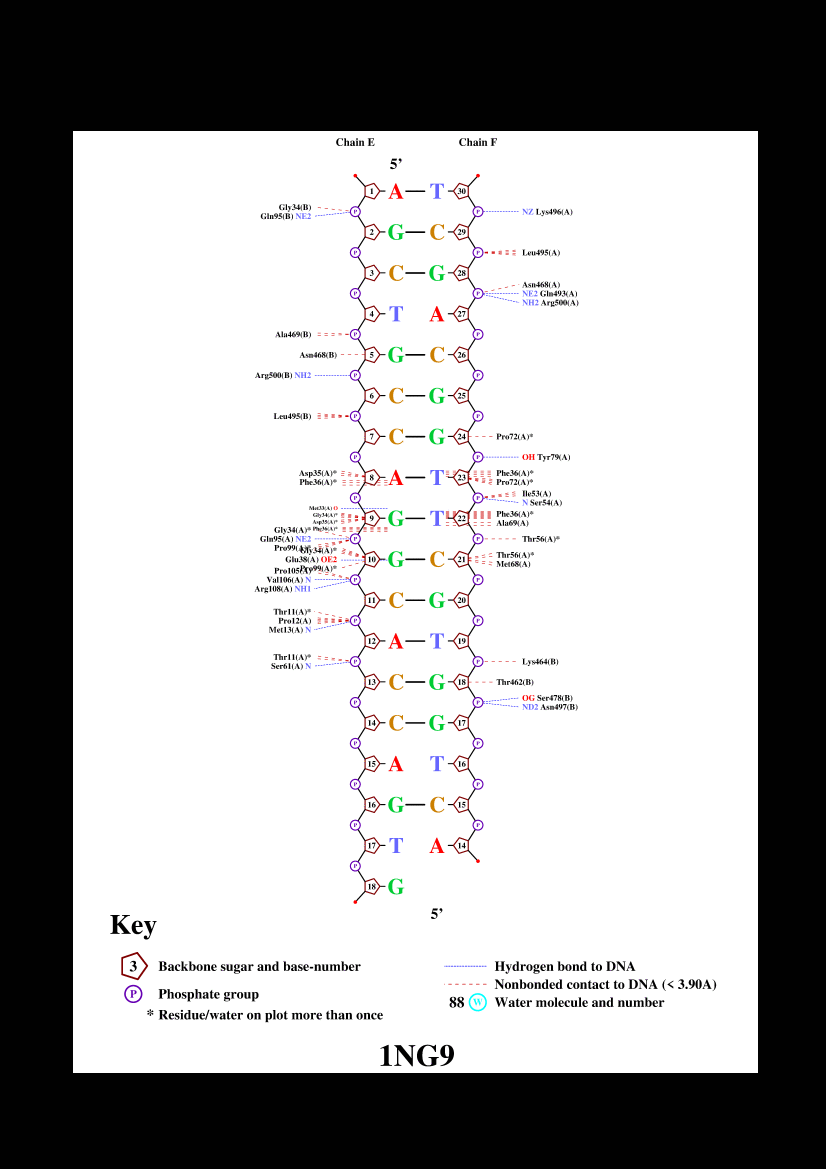 Chain E Chain F
5’
1 A T 30
Gly34(B)
Gln95(B) NE2 P P NZ Lys496(A)
2 G C 29
P P Leu495(A)
3 C G 28
Asn468(A)
P P NE2 Gln493(A)
NH2 Arg500(A)
4 T A 27
Ala469(B) P P
Asn468(B) 5 G C 26
Arg500(B) NH2 P P
6 C G 25
Leu495(B) P P
7 C G 24 Pro72(A)*
P P OH Tyr79(A)
Asp35(A)* 8 A T 23 Phe36(A)*
Phe36(A)* Pro72(A)*
P P Ile53(A)
N Ser54(A)
Met33(A) O
Gly34(A)* 9 G T 22 Phe36(A)*
Asp35(A)* Ala69(A)
Phe36(A)*
Gly34(A)*
Gln95(A) NE2 P P Thr56(A)*
Pro99(A)*
Gly34(A)*
Glu38(A) OE2 10 G C 21 Thr56(A)*
Pro99(A)* Met68(A)
Pro105(A)
Val106(A) N P P
Arg108(A) NH1
11 C G 20
Thr11(A)*
Pro12(A) P P
Met13(A) N
12 A T 19
Thr11(A)*
Ser61(A) N P P Lys464(B)
13 C G 18 Thr462(B)
P P OG Ser478(B)
ND2 Asn497(B)
14 C G 17
P P
15 A T 16
P P
16 G C 15
P P
17 T A 14
P
18 G
5’
Key
3 Backbone sugar and base-number
P Phosphate group
* Residue/water on plot more than once
Hydrogen bond to DNA
Nonbonded contact to DNA (< 3.90A)
88 W Water molecule and number
1NG9